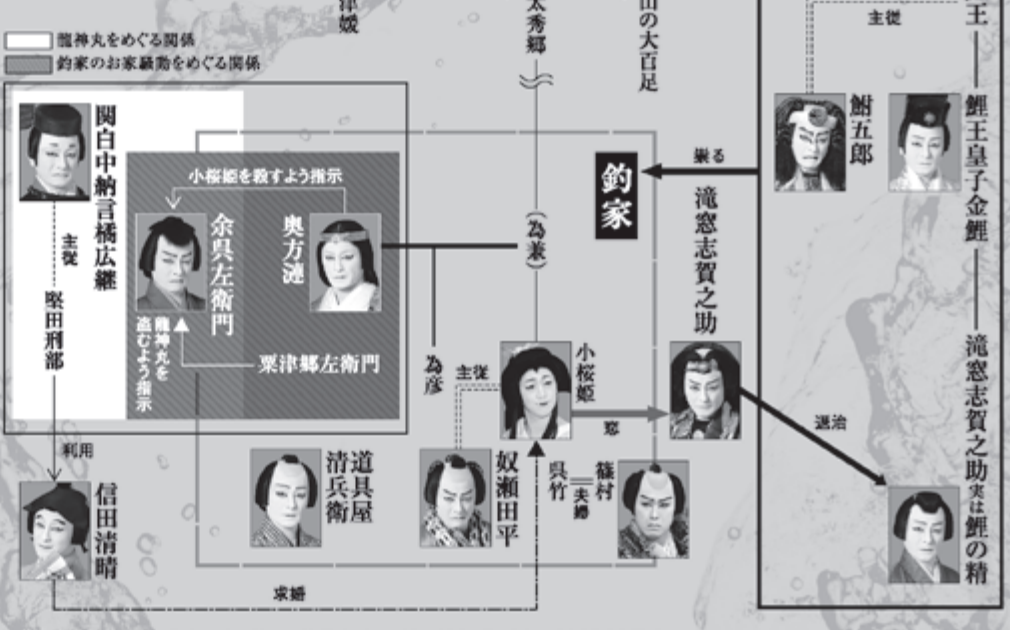 津媛
太秀郷
山の大百足
主従
王
龍神丸をめぐる関係
釣家のお家騒動をめぐる関係
鮒五郎
鯉王皇子金鯉
関白中納言橘広継
小桜姫を殺すよう指示
余呉左衛門
奥方漣
(為兼)
釣家
祟る
滝窓志賀之助
主従
堅田刑部
龍神丸を
盗むよう指示
粟津郷左衛門
為彦
主従
小桜姫
恋
退治
滝窓志賀之助実は鯉の精
利用
信田清晴
道具屋
清兵衛
奴瀬田平
篠村
夫婦
呉竹
求婚